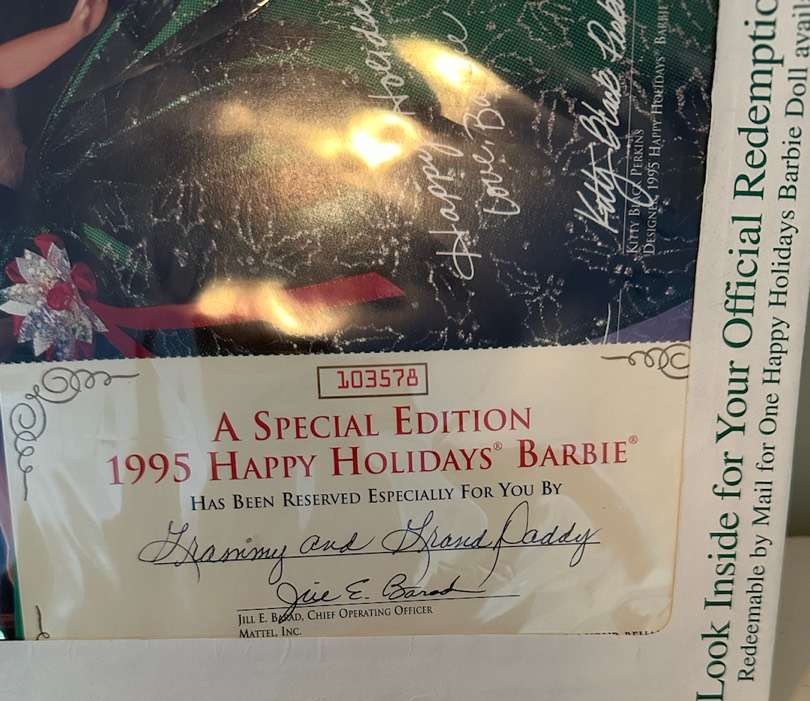 Happy Holidays
Love, Ba
Kitty Black Perkins
KITTY BLACK PERKINS
DESIGNER, 1995 HAPPY HOLIDAYS® BARBIE
103578
A SPECIAL EDITION
1995 HAPPY HOLIDAYS® BARBIE®
HAS BEEN RESERVED ESPECIALLY FOR YOU BY
Grammy and Grand Daddy
Jill E. Barad
JILL E. BARAD, CHIEF OPERATING OFFICER
MATTEL, INC.
Look Inside for Your Official Redemptio
Redeemable by Mail for One Happy Holidays Barbie Doll avail